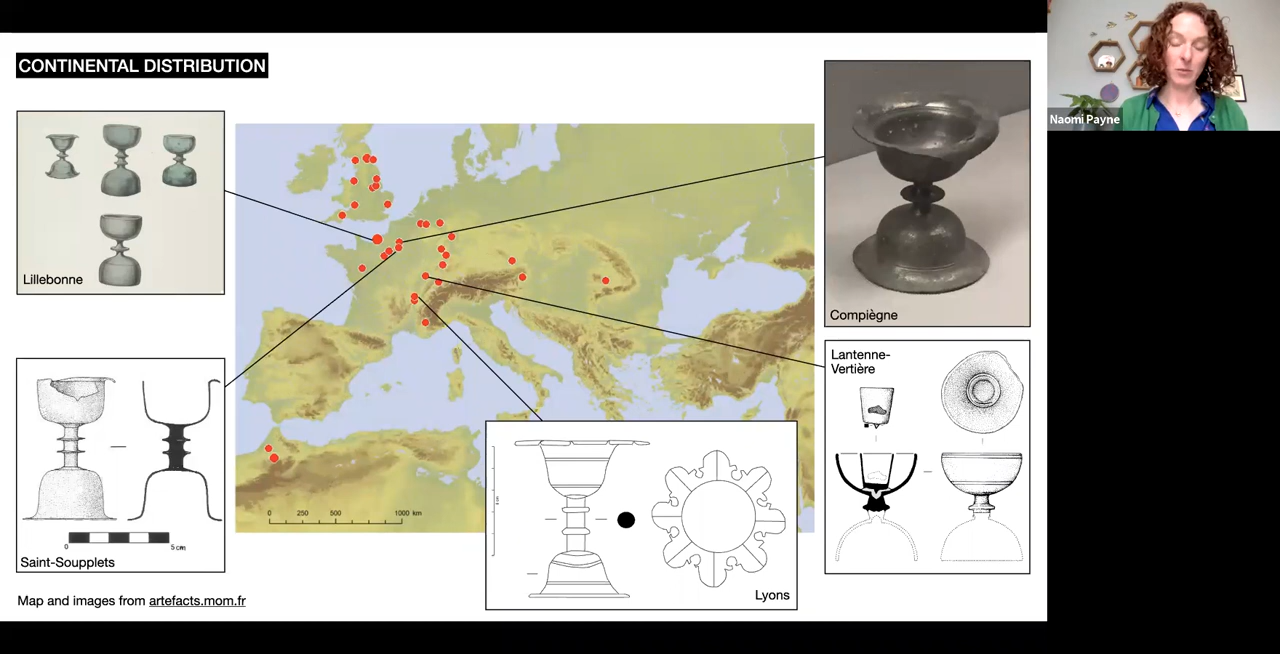 CONTINENTAL DISTRIBUTION
Naomi Payne
Lillebonne
Compiègne
Lantenne-
Vertière
0 250 500 1000 km
0 5 cm
Saint-Soupplets
Lyons
Map and images from artefacts.mom.fr